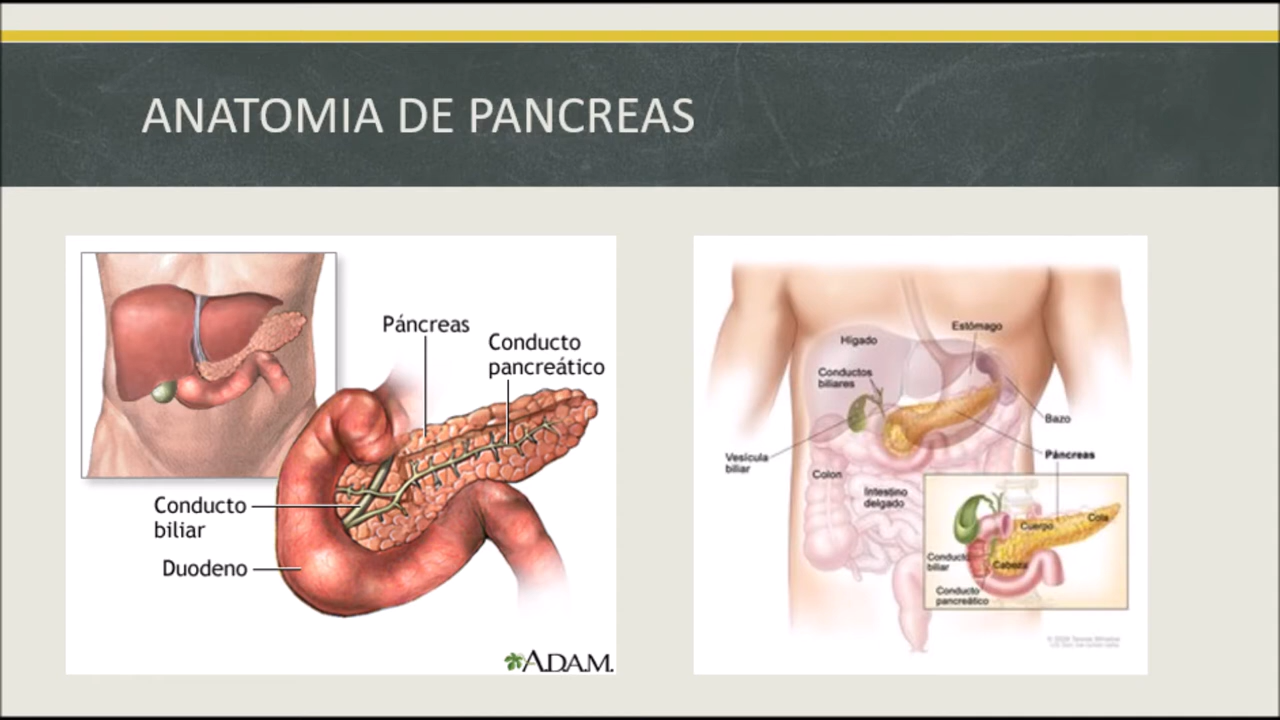 ANATOMIA DE PANCREAS
Páncreas
Conducto
pancreático
Conducto
biliar
Duodeno
A.D.A.M.
Estómago
Hígado
Conductos
biliares
Bazo
Páncreas
Vesícula
biliar
Colon
Intestino
delgado
Cuerpo
Cola
Conducto
biliar
Cabeza
Conducto
pancreático